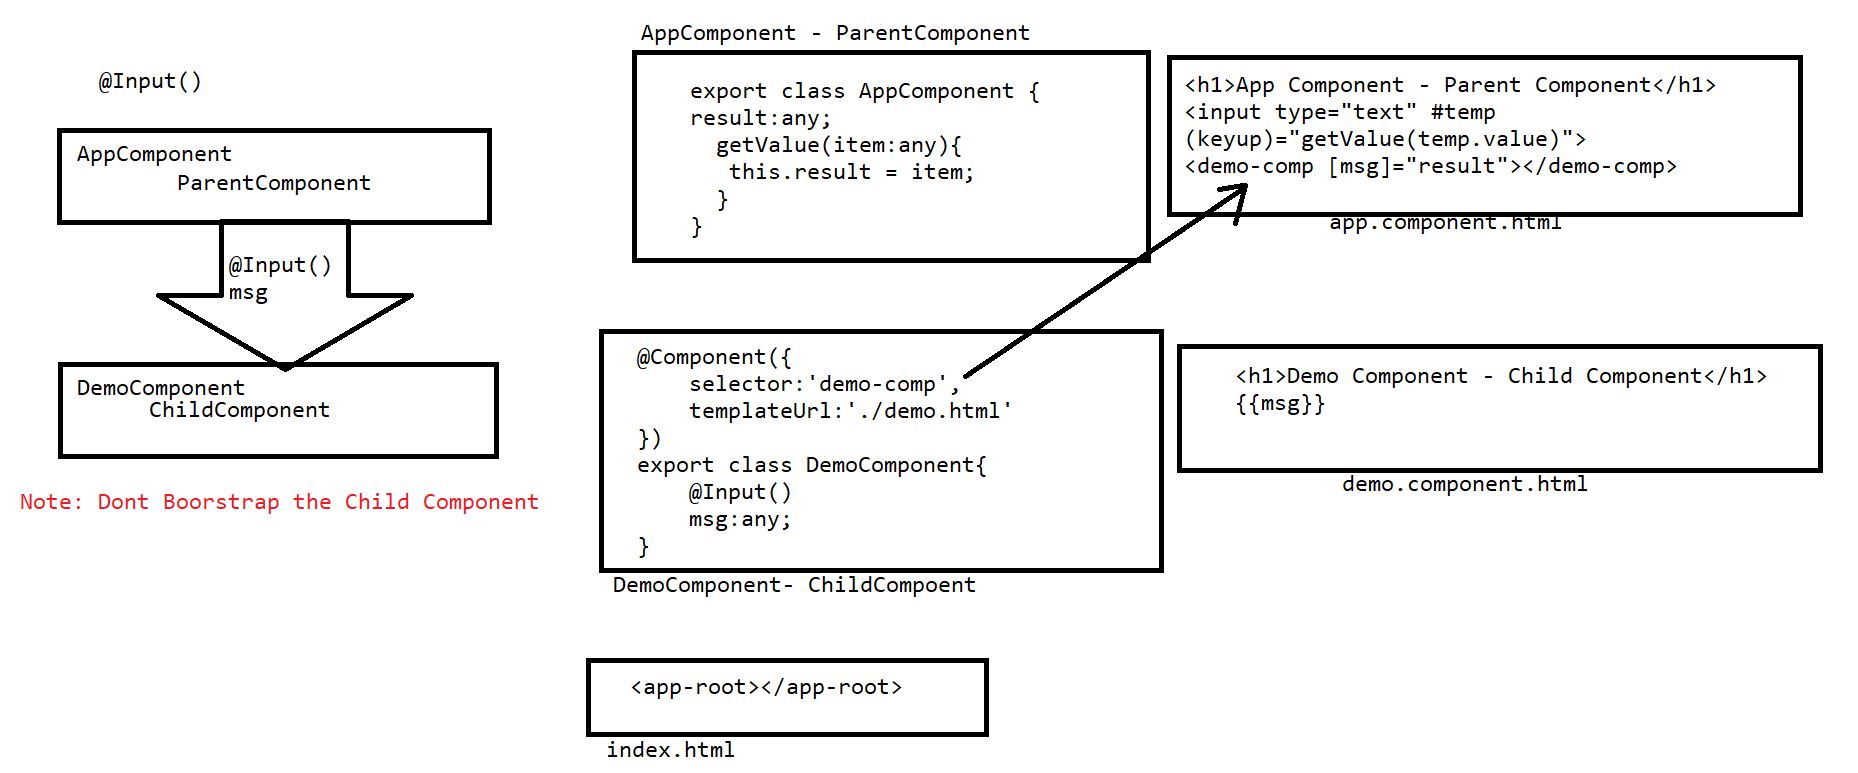 @Input()
AppComponent
ParentComponent
@Input()
msg
DemoComponent
ChildComponent
Note: Dont Boorstrap the Child Component
AppComponent - ParentComponent
export class AppComponent {
result:any;
getValue(item:any){
this.result = item;
}
}
<h1>App Component - Parent Component</h1>
<input type="text" #temp
(keyup)="getValue(temp.value)">
<demo-comp [msg]="result"></demo-comp>
app.component.html
@Component({
selector:'demo-comp',
templateUrl:'./demo.html'
})
export class DemoComponent{
@Input()
msg:any;
}
DemoComponent- ChildCompoent
<h1>Demo Component - Child Component</h1>
{{msg}}
demo.component.html
<app-root></app-root>
index.html